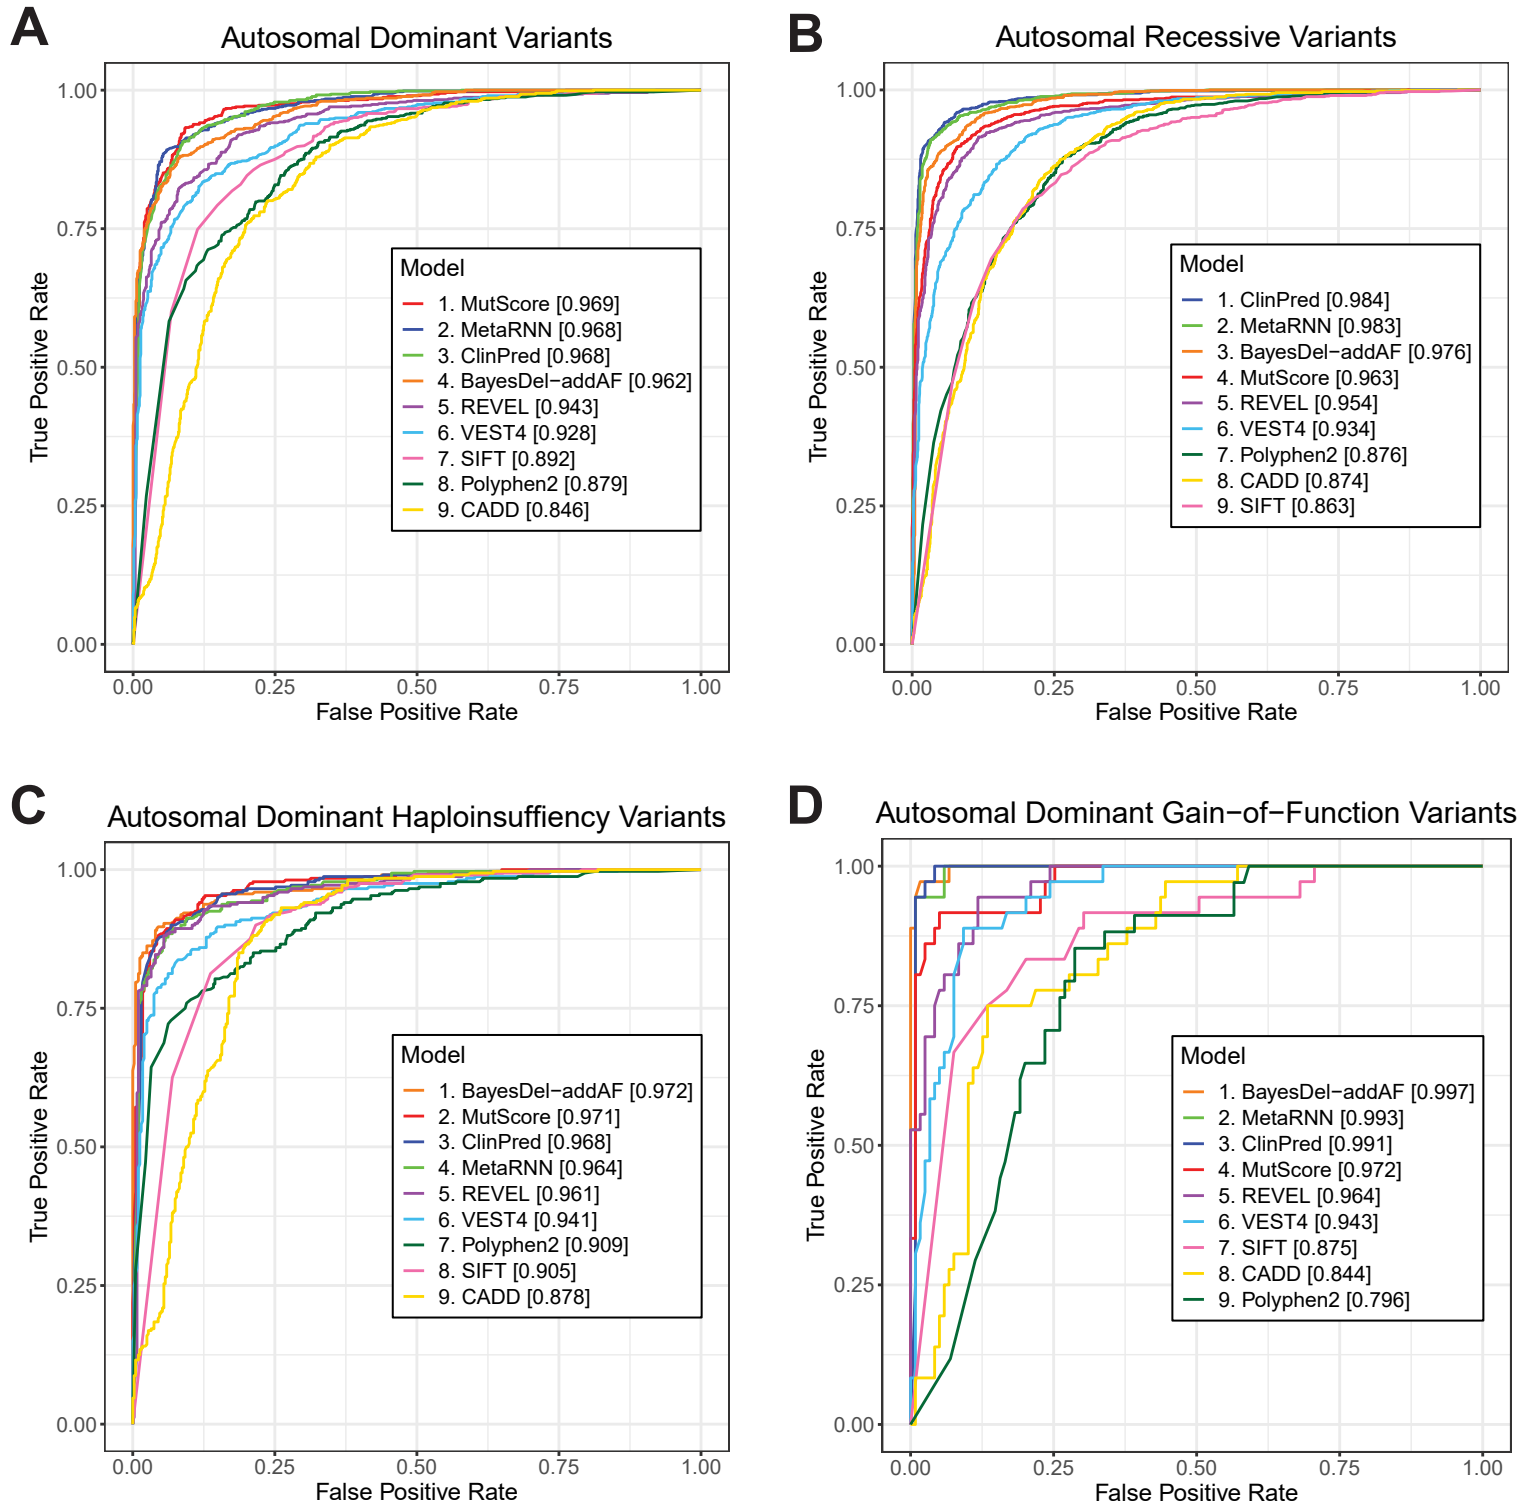 A
Autosomal Dominant Variants
1.00
0.75
0.50
0.25
0.00
True Positive Rate
Model
1. MutScore [0.969]
2. MetaRNN [0.968]
3. ClinPred [0.968]
4. BayesDel−addAF [0.962]
5. REVEL [0.943]
6. VEST4 [0.928]
7. SIFT [0.892]
8. Polyphen2 [0.879]
9. CADD [0.846]
0.00 0.25 0.50 0.75 1.00
False Positive Rate
B
Autosomal Recessive Variants
1.00
0.75
0.50
0.25
0.00
True Positive Rate
Model
1. ClinPred [0.984]
2. MetaRNN [0.983]
3. BayesDel−addAF [0.976]
4. MutScore [0.963]
5. REVEL [0.954]
6. VEST4 [0.934]
7. Polyphen2 [0.876]
8. CADD [0.874]
9. SIFT [0.863]
0.00 0.25 0.50 0.75 1.00
False Positive Rate
C
Autosomal Dominant Haploinsuffiency Variants
1.00
0.75
0.50
0.25
0.00
True Positive Rate
Model
1. BayesDel−addAF [0.972]
2. MutScore [0.971]
3. ClinPred [0.968]
4. MetaRNN [0.964]
5. REVEL [0.961]
6. VEST4 [0.941]
7. Polyphen2 [0.909]
8. SIFT [0.905]
9. CADD [0.878]
0.00 0.25 0.50 0.75 1.00
False Positive Rate
D
Autosomal Dominant Gain−of−Function Variants
1.00
0.75
0.50
0.25
0.00
True Positive Rate
Model
1. BayesDel−addAF [0.997]
2. MetaRNN [0.993]
3. ClinPred [0.991]
4. MutScore [0.972]
5. REVEL [0.964]
6. VEST4 [0.943]
7. SIFT [0.875]
8. CADD [0.844]
9. Polyphen2 [0.796]
0.00 0.25 0.50 0.75 1.00
False Positive Rate